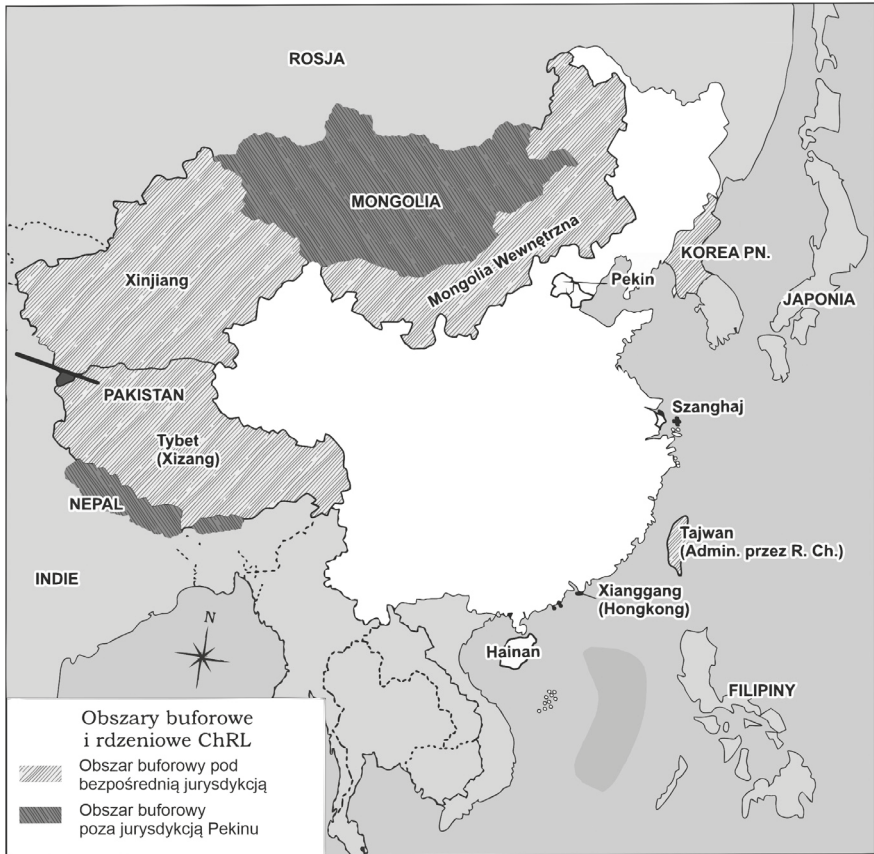 ROSJA
MONGOLIA
Mongolia Wewnętrzna
KOREA PN.
Xinjiang
Pekin
JAPONIA
PAKISTAN
Szanghaj
Tybet
(Xizang)
NEPAL
Tajwan
(Admin. przez R. Ch.)
INDIE
Xianggang
(Hongkong)
N
Hainan
FILIPINY
Obszary buforowe
i rdzeniowe ChRL
Obszar buforowy pod
bezpośrednią jurysdykcją
Obszar buforowy
poza jurysdykcją Pekinu